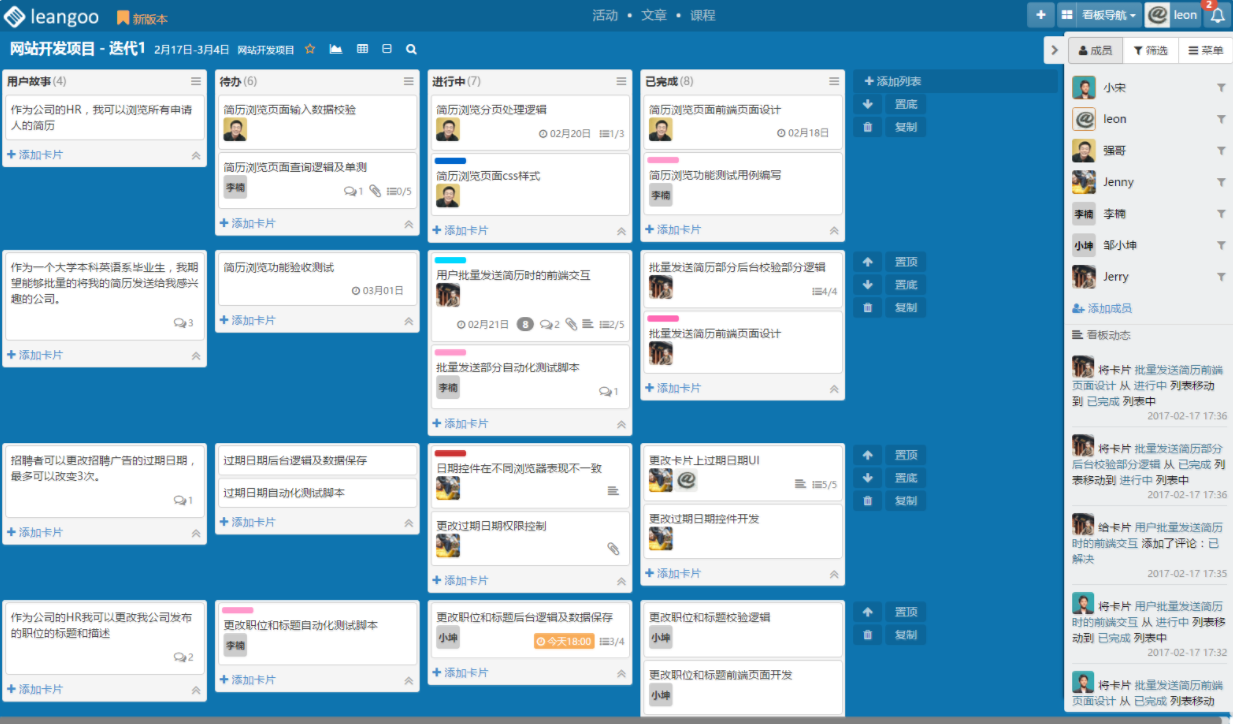 leangoo 新版本 活动 • 文章 • 课程 看板导航 leon 2
网站开发项目 - 迭代1 2月17日-3月4日 网站开发项目
成员 筛选 菜单
用户故事(4) 待办(6) 进行中(7) 已完成(8) 添加列表
作为公司的HR，我可以浏览所有申请
人的简历
添加卡片
简历浏览页面输入数据校验
简历浏览页面查询逻辑及单测
李楠 1 0/5
添加卡片
简历浏览分页处理逻辑
02月20日 1/3
简历浏览页面css样式
添加卡片
简历浏览页面前端页面设计
02月18日
简历浏览功能测试用例编写
李楠
添加卡片
置底
复制
作为一个大学本科英语系毕业生，我期
望能够批量的将我的简历发送给我感兴
趣的公司。
3
添加卡片
简历浏览功能验收测试
03月01日
添加卡片
用户批量发送简历时的前端交互
02月21日 8 2 2/5
批量发送部分自动化测试脚本
李楠 1
添加卡片
批量发送简历部分后台校验部分逻辑
4/4
批量发送简历前端页面设计
添加卡片
置顶
置底
复制
招聘者可以更改招聘广告的过期日期，
最多可以改变3次。
1
添加卡片
过期日期后台逻辑及数据保存
过期日期自动化测试脚本
添加卡片
日期控件在不同浏览器表现不一致
更改过期日期权限控制
添加卡片
更改卡片上过期日期UI
5/5
更改过期日期控件开发
添加卡片
置顶
置底
复制
作为公司的HR我可以更改我公司发布
的职位的标题和描述
2
添加卡片
更改职位和标题自动化测试脚本
李楠
添加卡片
更改职位和标题后台逻辑及数据保存
小坤 今天18:00 3/4
添加卡片
更改职位和标题校验逻辑
小坤
更改职位和标题前端页面开发
小坤
置顶
复制
小宋
leon
强哥
Jenny
李楠 李楠
小坤 邹小坤
Jerry
添加成员
看板动态
将卡片 批量发送简历前端
页面设计 从 进行中 列表移动
到 已完成 列表中
2017-02-17 17:36
将卡片 批量发送简历部分
后台校验部分逻辑 从 已完成 列
表移动到 进行中 列表中
2017-02-17 17:36
给卡片 用户批量发送简历
时的前端交互 添加了评论：已
解决
2017-02-17 17:35
将卡片 用户批量发送简历
时的前端交互 从 进行中 列表移
动到 已完成 列表中
2017-02-17 17:32
将卡片 批量发送简历前端
页面设计 从 已完成 列表移动